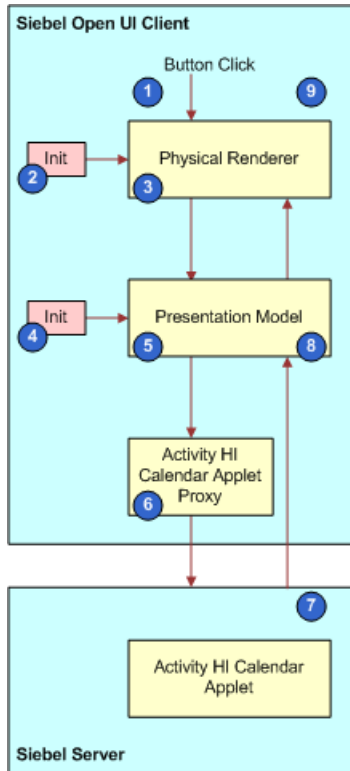 Siebel Open UI Client
Button Click
1
9
Init
2
Physical Renderer
3
Init
4
Presentation Model
5
8
Activity HI
Calendar Applet
Proxy
6
7
Activity HI Calendar
Applet
Siebel Server